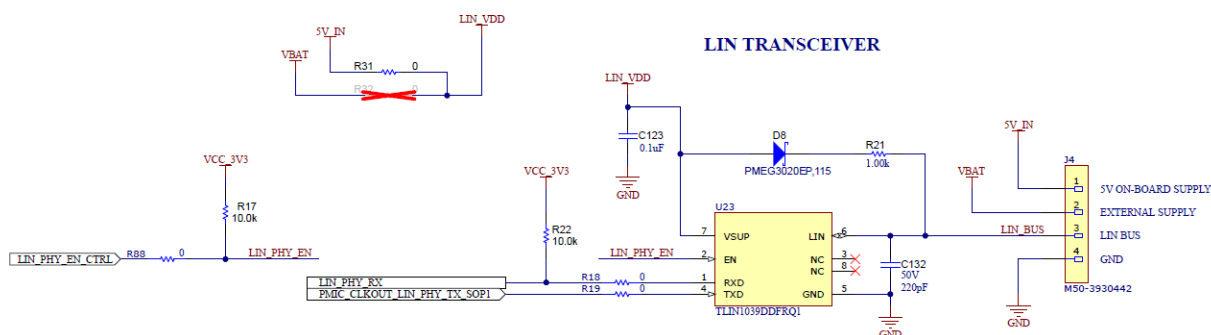 LIN_VDD
5V_IN
VBAT
R31 0
R32 0
LIN TRANSCEIVER
LIN_VDD
C123
0.1uF
GND
D8
PMEG3020EP,115
R21
1.00k
5V_IN
VBAT
J4
1 5V ON-BOARD SUPPLY
2 EXTERNAL SUPPLY
LIN_BUS 3 LIN BUS
4 GND
M50-3930442
GND
VCC_3V3
R17
10.0k
LIN_PHY_EN_CTRL R88 0 LIN_PHY_EN
VCC_3V3
R22
10.0k
U23
7 VSUP LIN 6
LIN_PHY_EN 2 EN NC 3
NC 8
LIN_PHY_RX R18 0 1 RXD
PMIC_CLKOUT_LIN_PHY_TX_SOP1 R19 0 4 TXD GND 5
TLIN1039DDFRQ1
C132
50V
220pF
GND